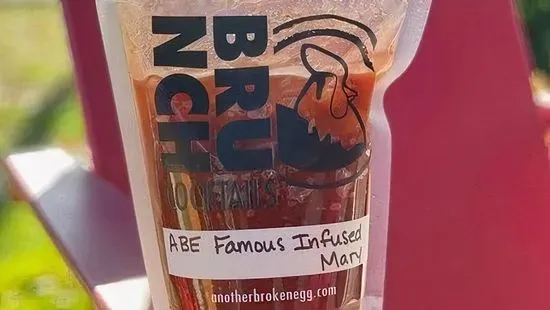 BRU
NCH
COCKTAILS
ABE Famous Infused
Mary
anotherbrokenegg.com